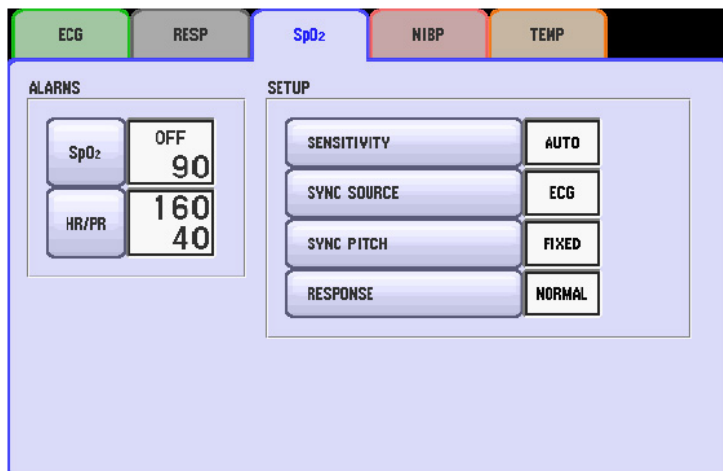 ECG RESP SpO₂ NIBP TEMP
ALARNS SETUP
SpO₂ OFF 90
HR/PR 160 40
SENSITIVITY AUTO
SYNC SOURCE ECG
SYNC PITCH FIXED
RESPONSE NORMAL